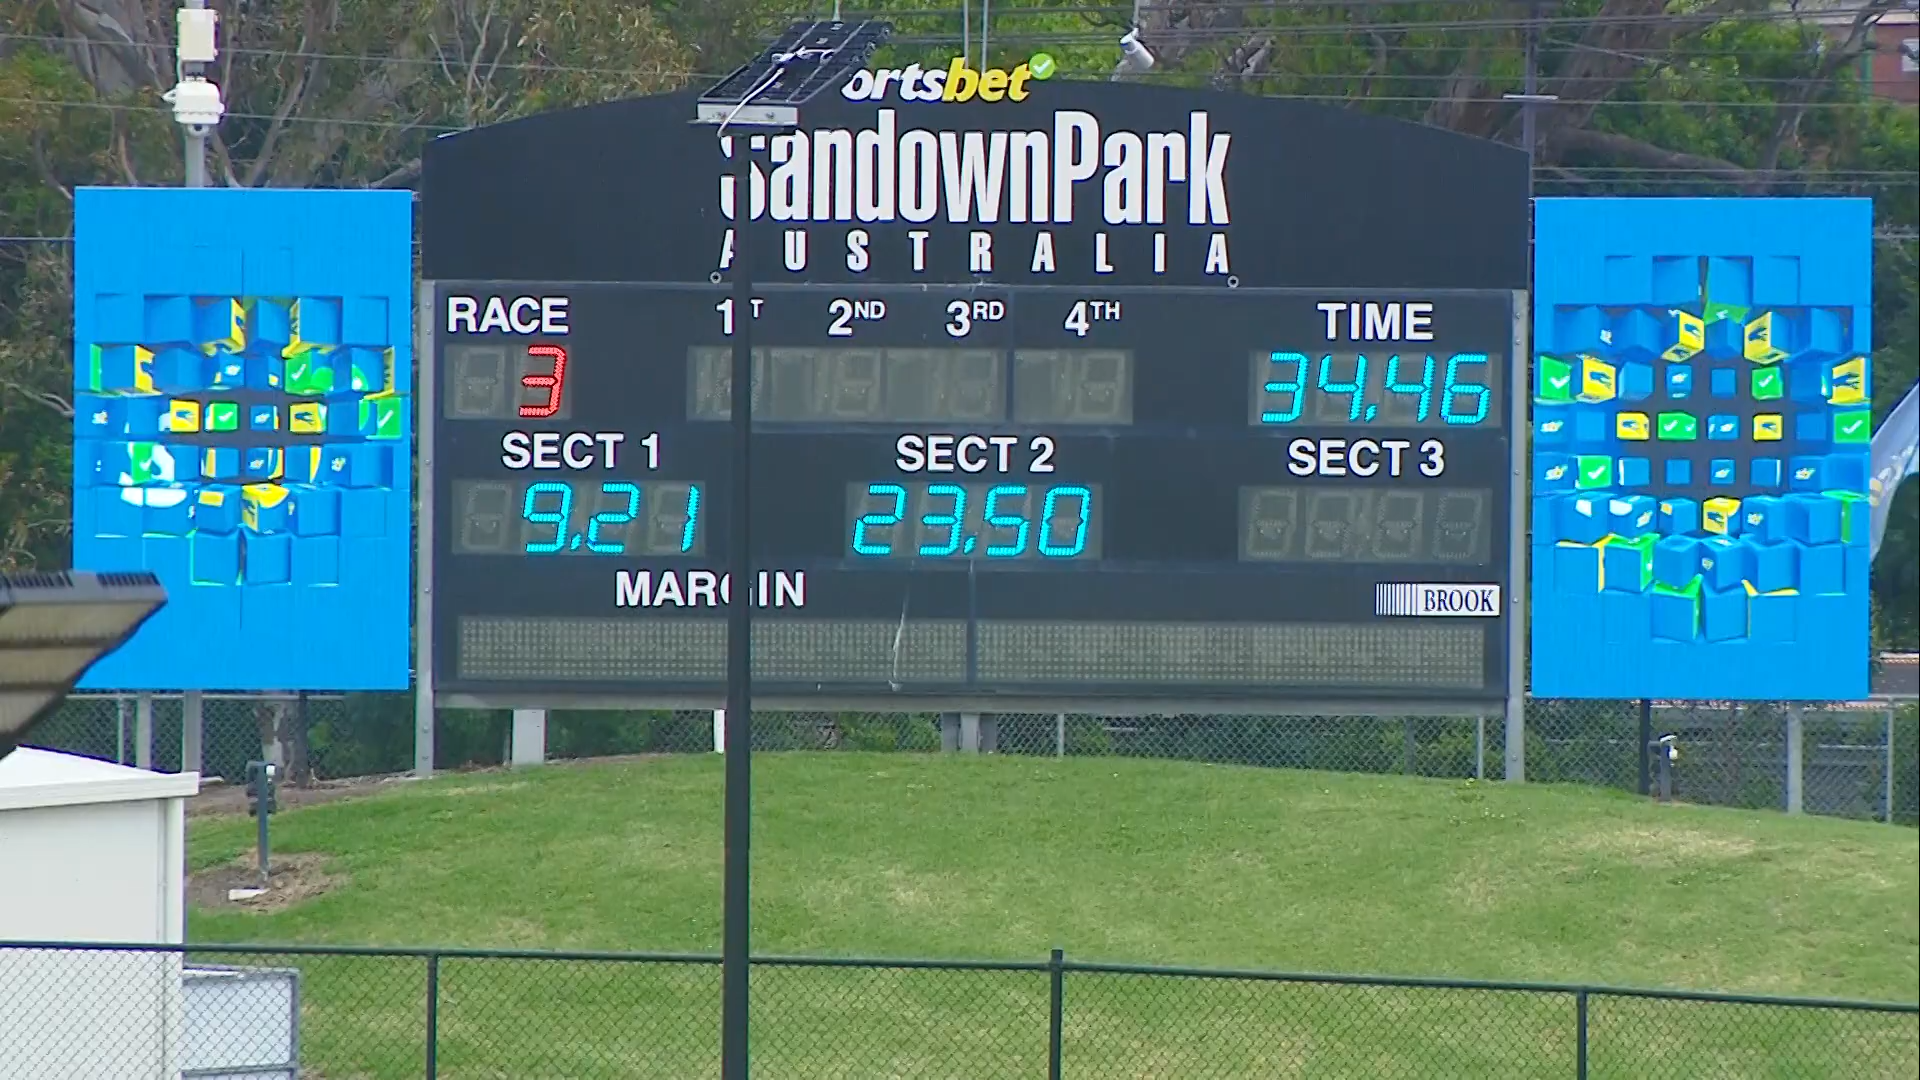 ortsbet
SandownPark
AUSTRALIA
RACE 1ST 2ND 3RD 4TH TIME
3 34.46
SECT 1 SECT 2 SECT 3
9.21 23.50
MARGIN
BROOK